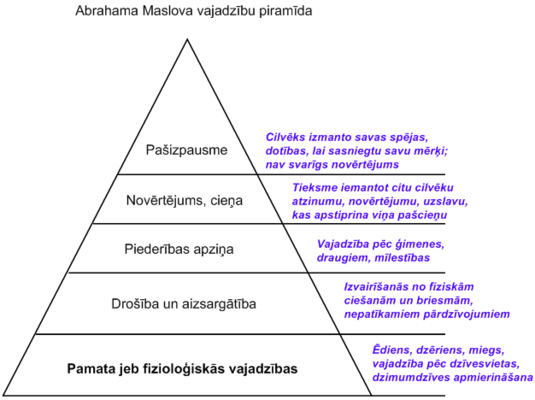 Abrahama Maslova vajadzību piramīda
Pašizpausme
Cilvēks izmanto savas spējas,
dotības, lai sasniegtu savu mērķi;
nav svarīgs novērtējums
Novērtējums, cieņa
Tieksme iemantot citu cilvēku
atzinumu, novērtējumu, uzslavu,
kas apstiprina viņa pašcieņu
Piederības apziņa
Vajadzība pēc ģimenes,
draugiem, mīlestības
Drošība un aizsargātība
Izvairīšanās no fiziskām
ciešanām un briesmām,
nepatīkamiem pārdzīvojumiem
Pamata jeb fizioloģiskās vajadzības
Ēdiens, dzēriens, miegs,
vajadzība pēc dzīvesvietas,
dzimumdzīves apmierināšana